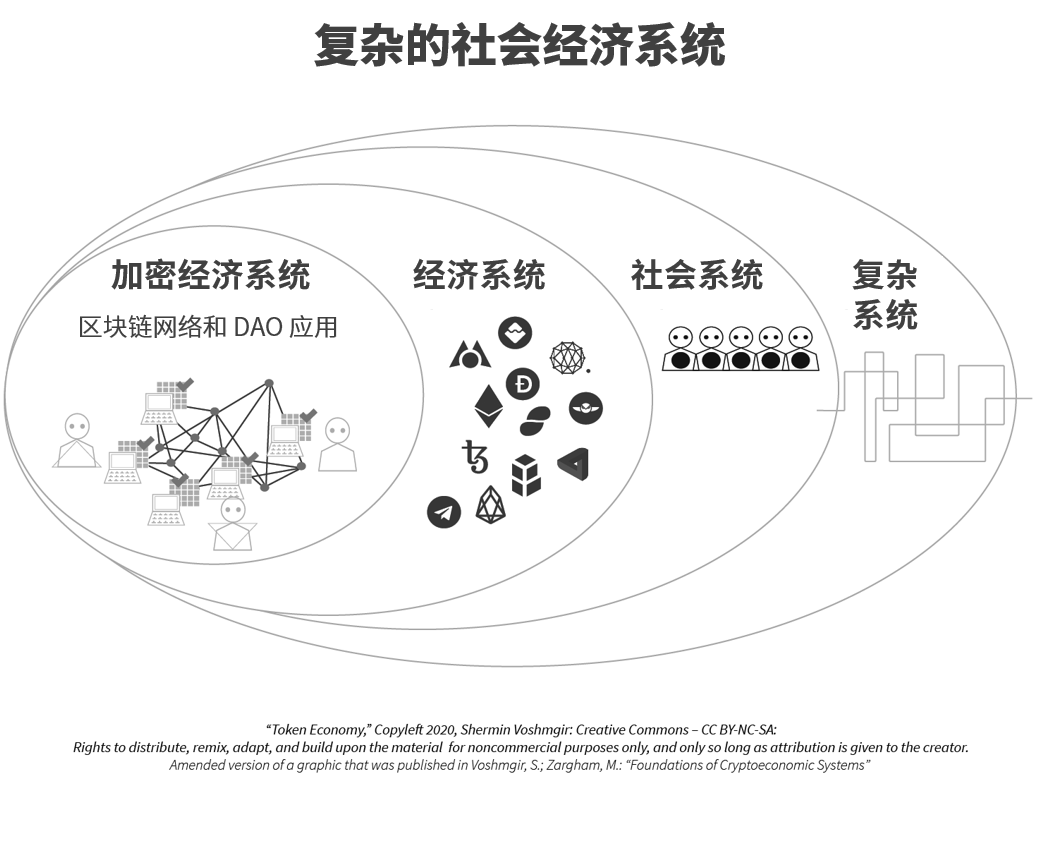 复杂的社会经济系统
加密经济系统
区块链网络和 DAO 应用
经济系统
社会系统
复杂
系统
“Token Economy,” Copyleft 2020, Shermin Voshmgir: Creative Commons – CC BY-NC-SA:
Rights to distribute, remix, adapt, and build upon the material for noncommercial purposes only, and only so long as attribution is given to the creator.
Amended version of a graphic that was published in Voshmgir, S.; Zargham, M.: “Foundations of Cryptoeconomic Systems”